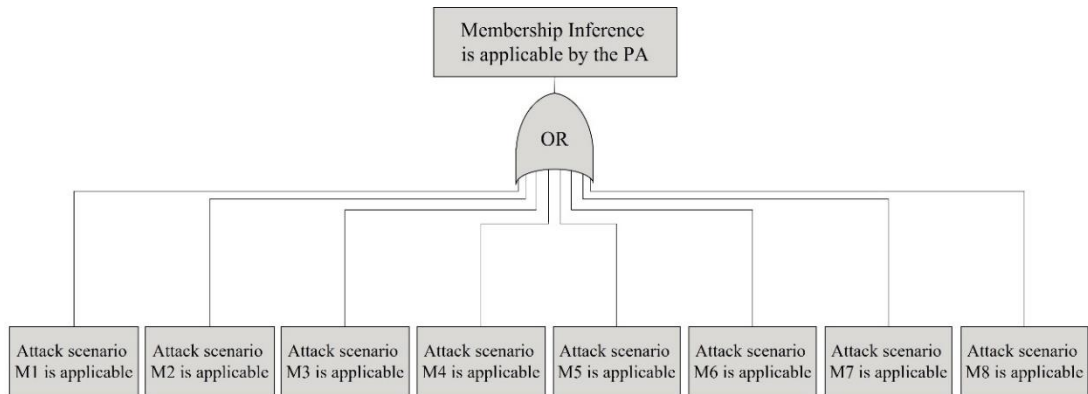 Membership Inference
is applicable by the PA
OR
Attack scenario
M1 is applicable
Attack scenario
M2 is applicable
Attack scenario
M3 is applicable
Attack scenario
M4 is applicable
Attack scenario
M5 is applicable
Attack scenario
M6 is applicable
Attack scenario
M7 is applicable
Attack scenario
M8 is applicable